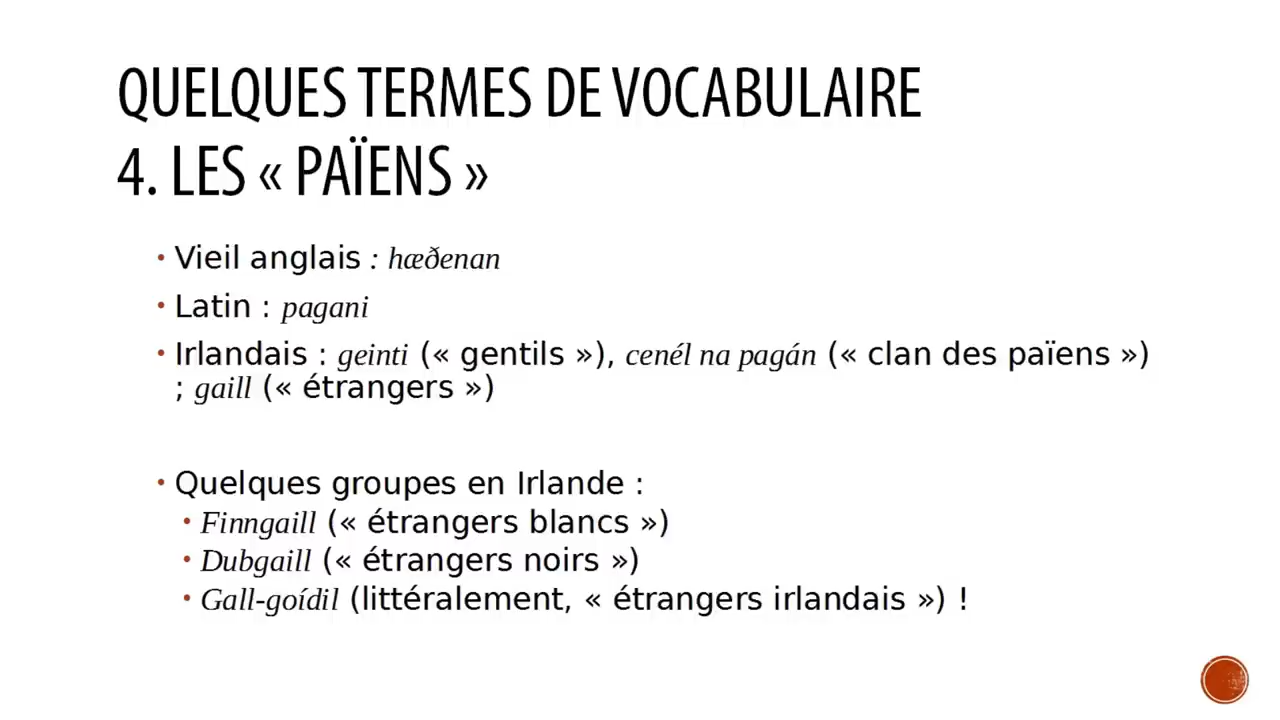 QUELQUES TERMES DE VOCABULAIRE
4. LES « PAÏENS »
• Vieil anglais : hæðenan
• Latin : pagani
• Irlandais : geinti (« gentils »), cenél na pagán (« clan des païens »)
; gaill (« étrangers »)
• Quelques groupes en Irlande :
• Finngaill (« étrangers blancs »)
• Dubgaill (« étrangers noirs »)
• Gall-goídil (littéralement, « étrangers irlandais ») !